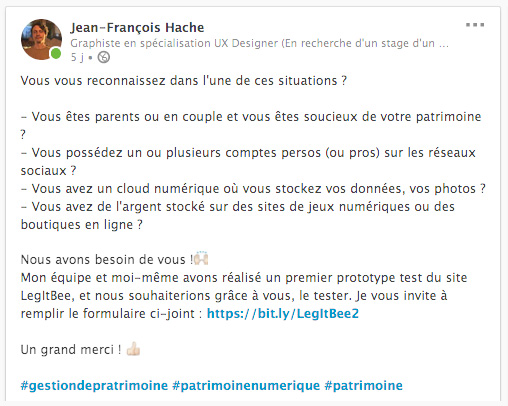 Jean-François Hache
Graphiste en spécialisation UX Designer (En recherche d'un stage d'un ...
5 j •
Vous vous reconnaissez dans l'une de ces situations ?
- Vous êtes parents ou en couple et vous êtes soucieux de votre patrimoine
?
- Vous possédez un ou plusieurs comptes persos (ou pros) sur les réseaux
sociaux ?
- Vous avez un cloud numérique où vous stockez vos données, vos photos ?
- Vous avez de l'argent stocké sur des sites de jeux numériques ou des
boutiques en ligne ?
Nous avons besoin de vous !🙌🏻
Mon équipe et moi-même avons réalisé un premier prototype test du site
LegItBee, et nous souhaiterions grâce à vous, le tester. Je vous invite à
remplir le formulaire ci-joint : https://bit.ly/LegItBee2
Un grand merci ! 👍🏻
#gestiondepratrimoine #patrimoinenumerique #patrimoine